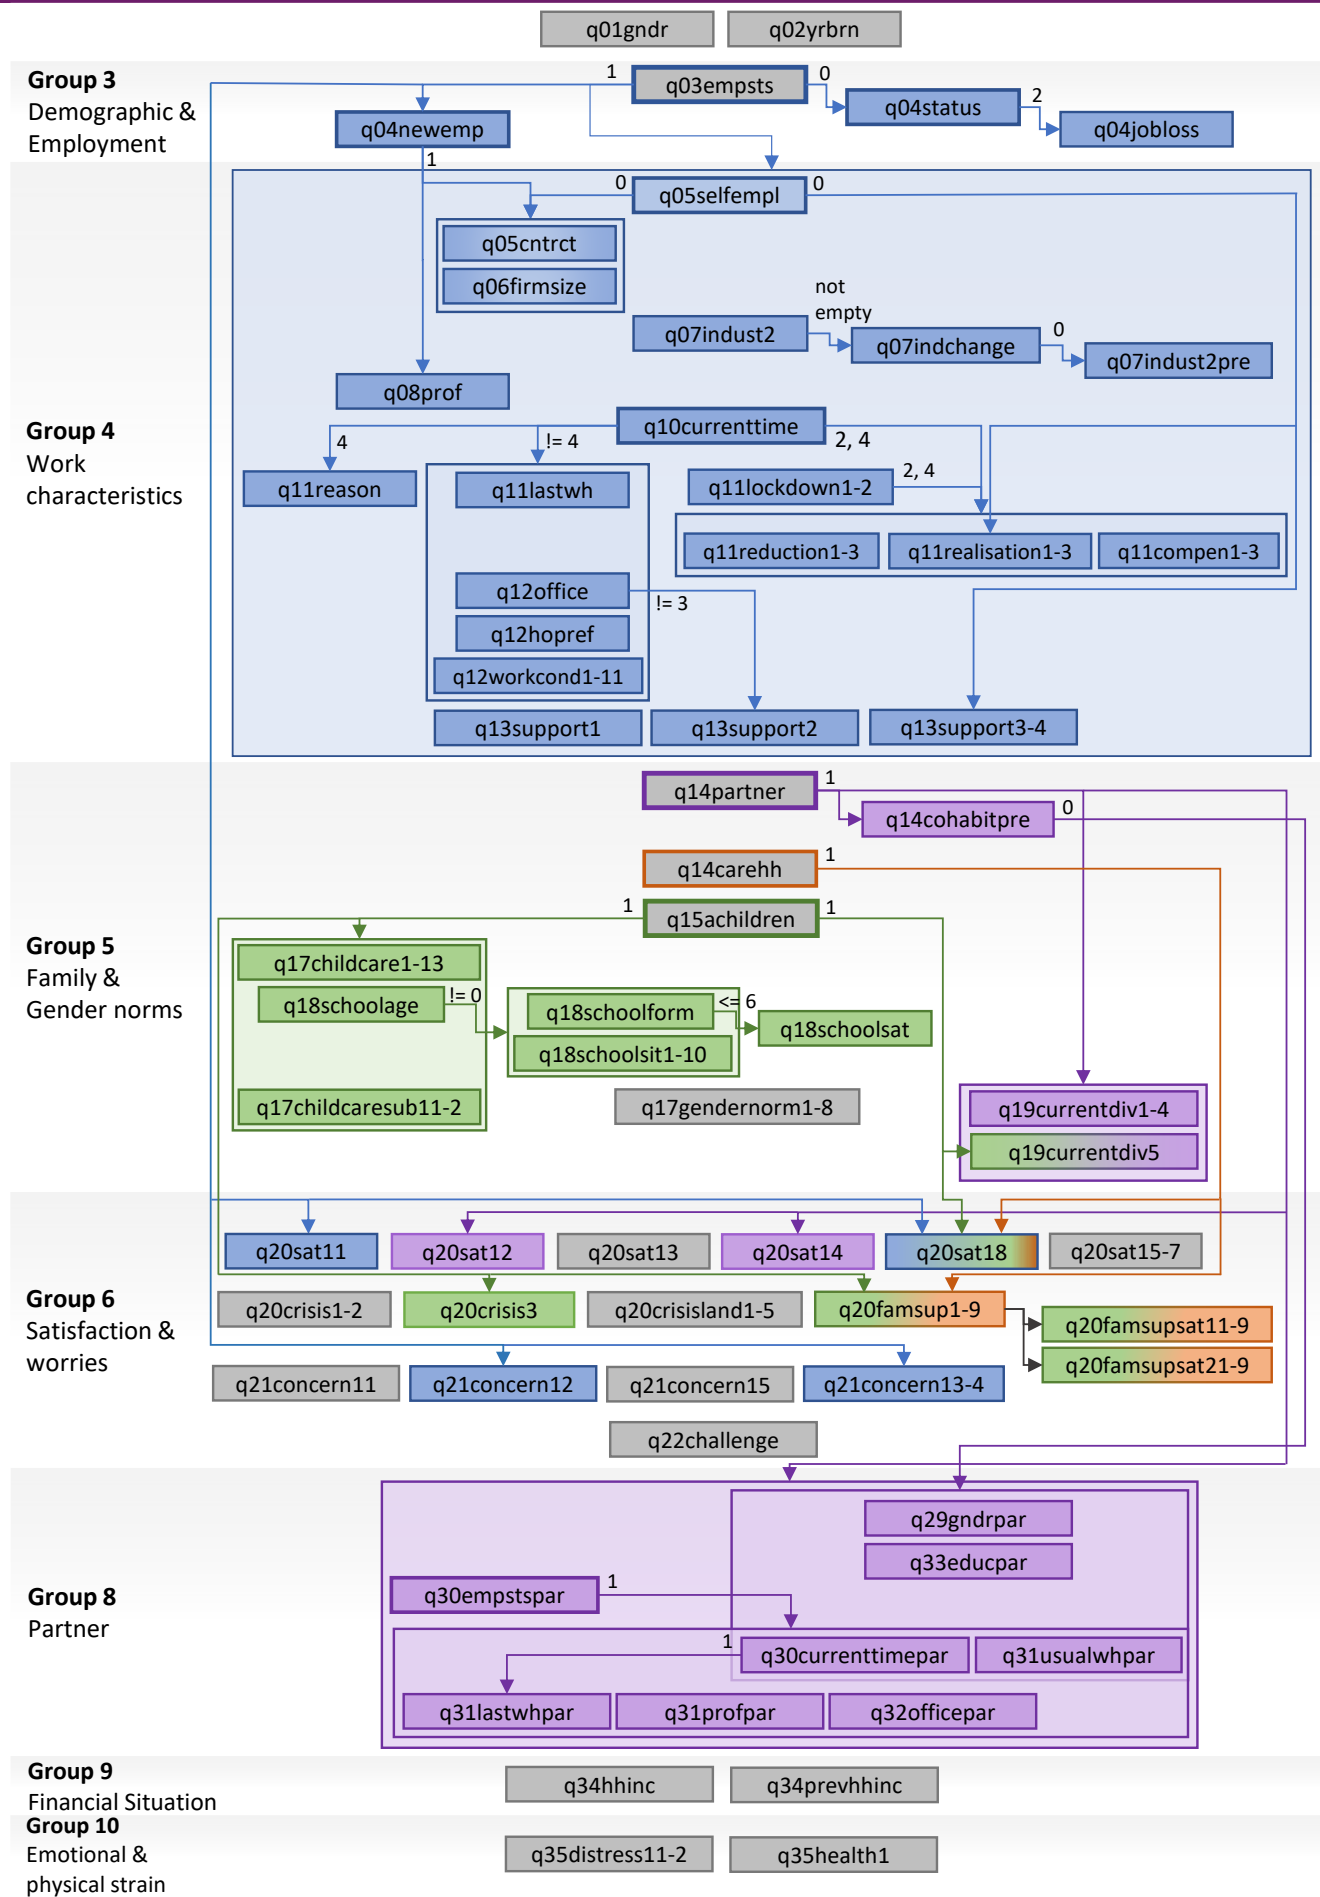 q01gndr
q02yrbrn
Group 3
Demographic &
Employment
1
q03empsts
0
q04status
2
q04jobloss
q04newemp
1
Group 4
Work
characteristics
0
q05selfempl
0
q05cntrct
q06firmsize
q07indust2
not
empty
q07indchange
0
q07indust2pre
q08prof
q10currenttime
4
!= 4
2, 4
q11reason
q11lastwh
q11lockdown1-2
2, 4
q11reduction1-3
q11realisation1-3
q11compen1-3
q12office
!= 3
q12hopref
q12workcond1-11
q13support1
q13support2
q13support3-4
Group 5
Family &
Gender norms
q14partner
1
q14cohabitpre
0
q14carehh
1
1
q15achildren
1
q17childcare1-13
q18schoolage
!= 0
q18schoolform
<= 6
q18schoolsat
q18schoolsit1-10
q17childcaresub11-2
q17gendernorm1-8
q19currentdiv1-4
q19currentdiv5
Group 6
Satisfaction &
worries
q20sat11
q20sat12
q20sat13
q20sat14
q20sat18
q20sat15-7
q20crisis1-2
q20crisis3
q20crisisland1-5
q20famsup1-9
q20famsupsat11-9
q20famsupsat21-9
q21concern11
q21concern12
q21concern15
q21concern13-4
q22challenge
Group 8
Partner
q29gndrpar
q33educpar
q30empstspar
1
1
q30currenttimepar
q31usualwhpar
q31lastwhpar
q31profpar
q32officepar
Group 9
Financial Situation
q34hhinc
q34prevhhinc
Group 10
Emotional &
physical strain
q35distress11-2
q35health1